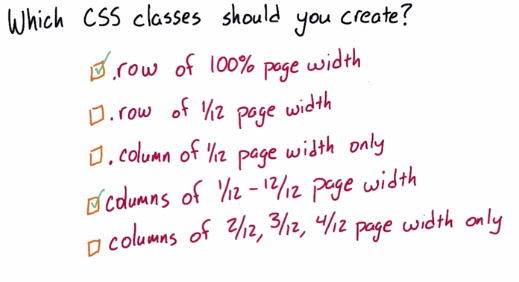 Which CSS classes should you create?
.row of 100% page width
.row of 1/12 page width
.column of 1/12 page width only
columns of 1/12 - 12/12 page width
columns of 2/12, 3/12, 4/12 page width only